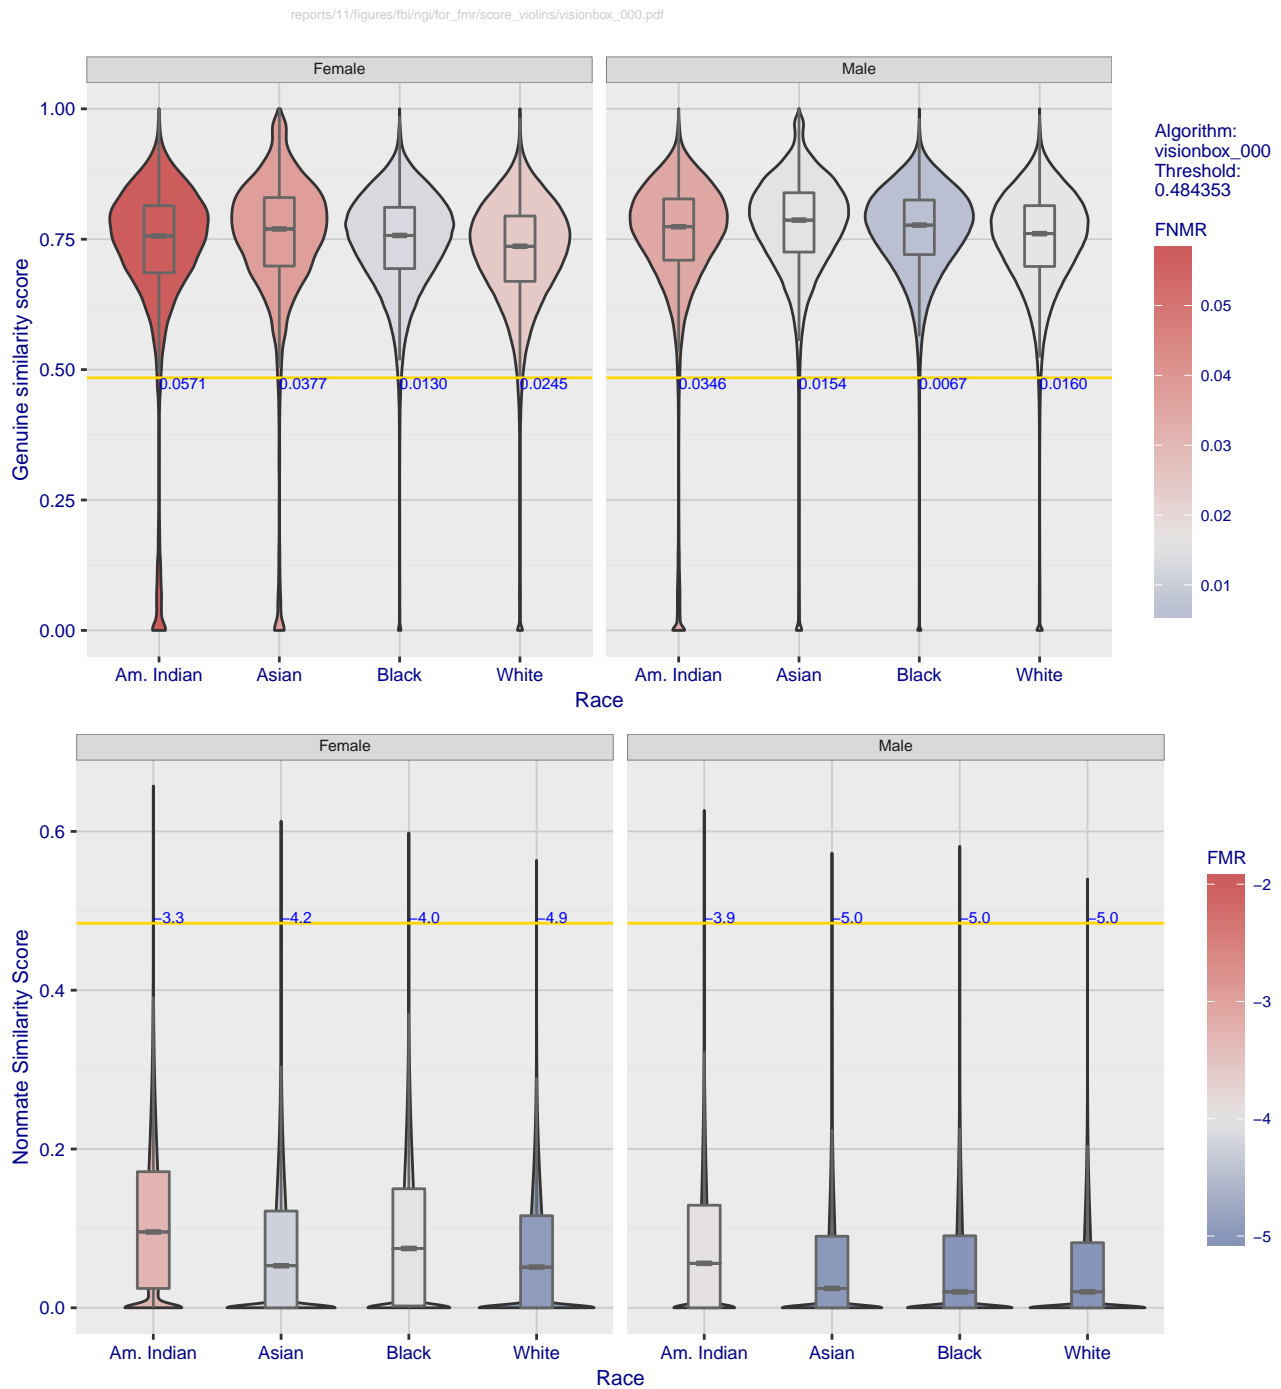 reports/11/figures/fbi/ngi/for_fmr/score_violins/visionbox_000.pdf
Female
Male
1.00
0.75
0.50
0.25
0.00
Genuine similarity score
0.0571
0.0377
0.0130
0.0245
0.0346
0.0154
0.0067
0.0160
Am. Indian
Asian
Black
White
Am. Indian
Asian
Black
White
Race
Algorithm:
visionbox_000
Threshold:
0.484353
FNMR
0.05
0.04
0.03
0.02
0.01
Female
Male
0.6
0.4
0.2
0.0
Nonmate Similarity Score
−3.3
−4.2
−4.0
−4.9
−3.9
−5.0
−5.0
−5.0
Am. Indian
Asian
Black
White
Am. Indian
Asian
Black
White
Race
FMR
−2
−3
−4
−5